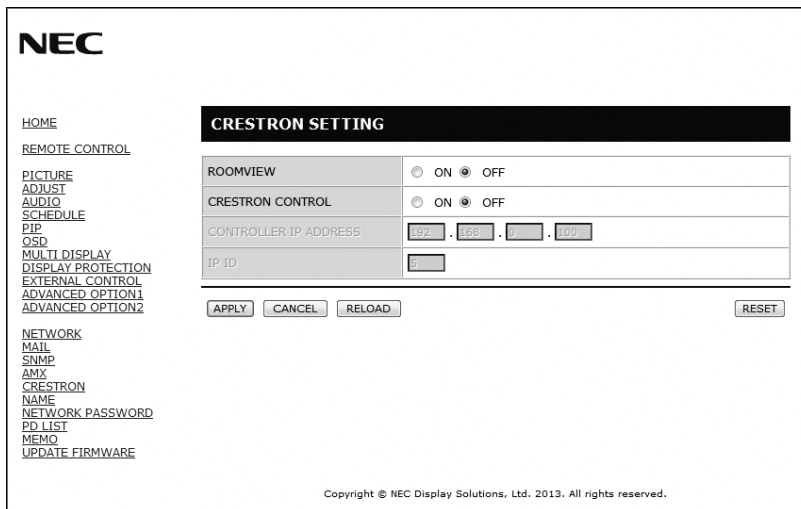 NEC
HOME
REMOTE CONTROL
PICTURE
ADJUST
AUDIO
SCHEDULE
PIP
OSD
MULTI DISPLAY
DISPLAY PROTECTION
EXTERNAL CONTROL
ADVANCED OPTION1
ADVANCED OPTION2
NETWORK
MAIL
SNMP
AMX
CRESTRON
NAME
NETWORK PASSWORD
PD LIST
MEMO
UPDATE FIRMWARE
CRESTRON SETTING
ROOMVIEW ON OFF
CRESTRON CONTROL ON OFF
CONTROLLER IP ADDRESS 192 . 168 . 0 . 100
IP ID 5
APPLY CANCEL RELOAD RESET
Copyright © NEC Display Solutions, Ltd. 2013. All rights reserved.